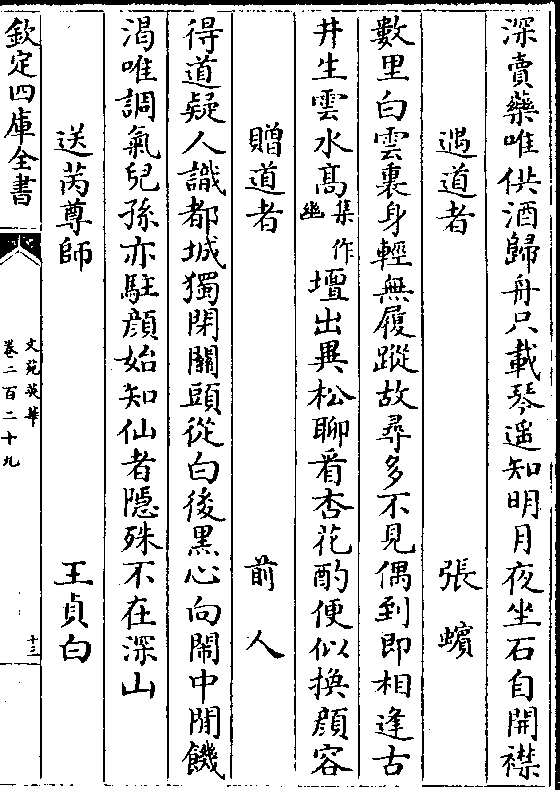 深賣藥唯供酒歸舟只載琴遥知明月夜坐石自開襟
遇道者　張蠙
數里白雲裏身輕無履蹤故尋多不見偶到即相逢古
井生雲水高集作幽壇出異松聊看杏花酌便似換顔容
贈道者　前人
得道疑人識都城獨閉關頭從白後黑心向鬧中閒饑
渴唯調氣兒孫亦駐顔始知仙者隱殊不在深山
送芮尊師　王貞白
欽定四庫全書
文苑英華
卷二百二十九
十三